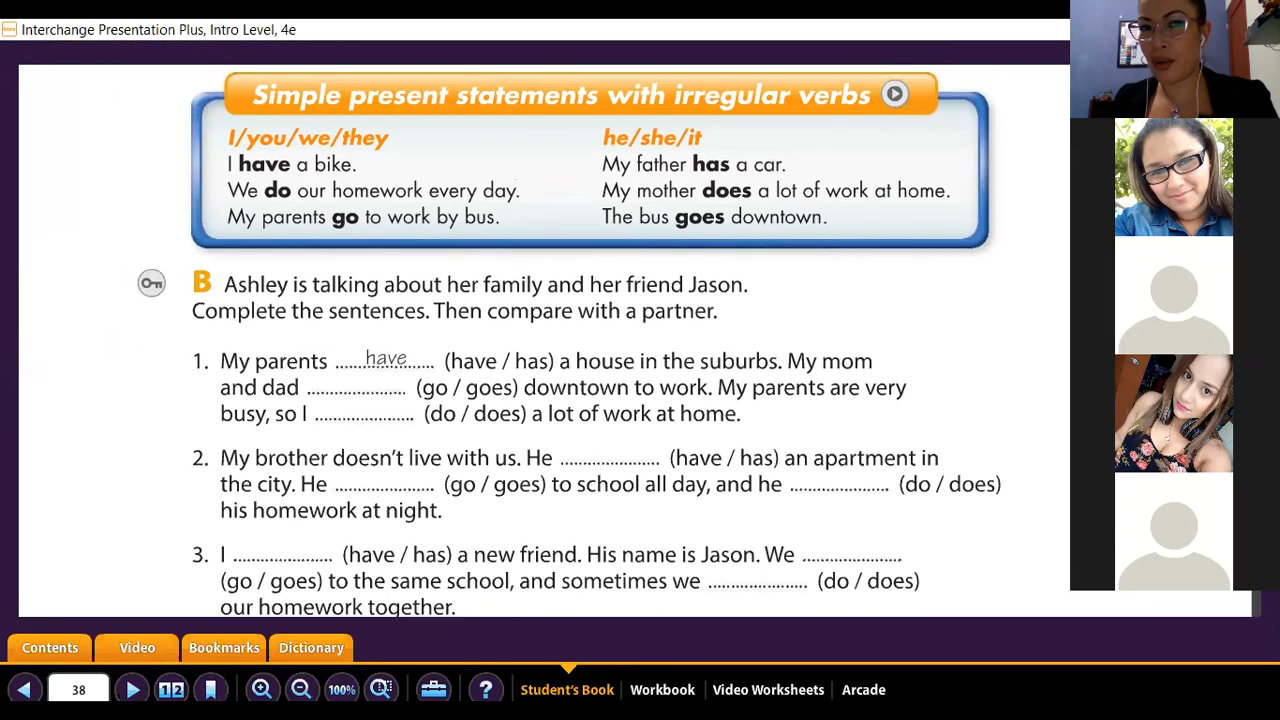 Interchange Presentation Plus, Intro Level, 4e
Simple present statements with irregular verbs
I/you/we/they
I have a bike.
We do our homework every day.
My parents go to work by bus.
he/she/it
My father has a car.
My mother does a lot of work at home.
The bus goes downtown.
B Ashley is talking about her family and her friend Jason.
Complete the sentences. Then compare with a partner.
1. My parents have (have / has) a house in the suburbs. My mom
and dad .................... (go / goes) downtown to work. My parents are very
busy, so I .................... (do / does) a lot of work at home.
2. My brother doesn't live with us. He .................... (have / has) an apartment in
the city. He .................... (go / goes) to school all day, and he .................... (do / does)
his homework at night.
3. I .................... (have / has) a new friend. His name is Jason. We ....................
(go / goes) to the same school, and sometimes we .................... (do / does)
our homework together.
Contents Video Bookmarks Dictionary
38 12 100% ? Student's Book Workbook Video Worksheets Arcade